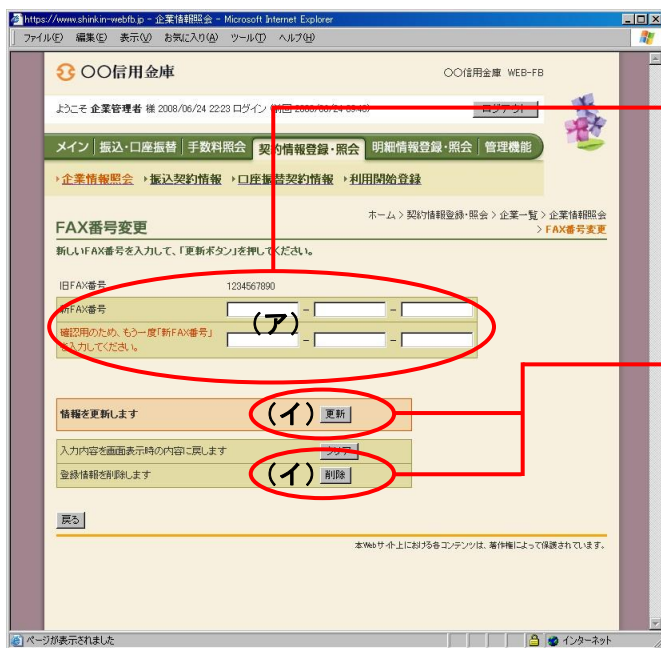 https://www.shinkin-webfb.jp - 企業情報照会 - Microsoft Internet Explorer
ファイル(F) 編集(E) 表示(V) お気に入り(A) ツール(T) ヘルプ(H)
〇〇信用金庫
〇〇信用金庫 WEB-FB
ようこそ 企業管理者 様 2008/06/24 22:23 ログイン
ログアウト
メイン 振込・口座振替 手数料照会 契約情報登録・照会 明細情報登録・照会 管理機能
企業情報照会 振込契約情報 口座振替契約情報 利用開始登録
ホーム > 契約情報登録・照会 > 企業一覧 > 企業情報照会
> FAX番号変更
FAX番号変更
新しいFAX番号を入力して、「更新ボタン」を押してください。
旧FAX番号 1234567890
新FAX番号 - -
(ア)
確認用のため、もう一度「新FAX番号」 - -
を入力してください。
情報を更新します (イ) 更新
入力内容を画面表示時の内容に戻します クリア
登録情報を削除します (イ) 削除
戻る
本Webサイト上における各コンテンツは、著作権によって保護されています。
ページが表示されました インターネット